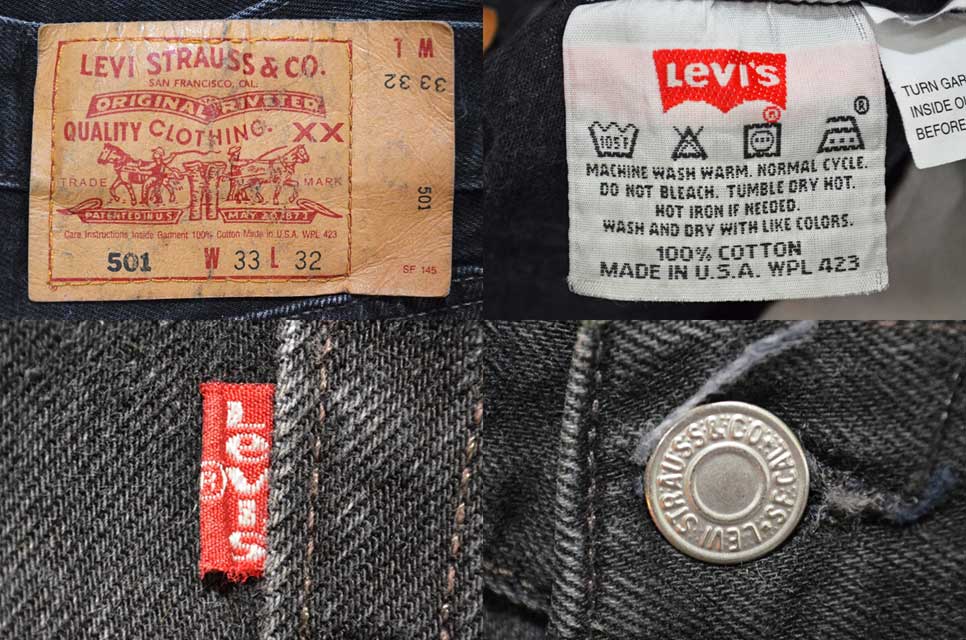 LEVI STRAUSS & CO.
SAN FRANCISCO, CAL.
ORIGINAL RIVETED
QUALITY CLOTHING. XX
TRADE MARK
PATENTED IN U.S. MAY 20 1873
Care Instructions Inside Garment 100% Cotton Made in U.S.A. WPL 423
501 W 33 L 32
SF 145
W L
33 32
501
LEVI'S
®
®
105F
MACHINE WASH WARM. NORMAL CYCLE.
DO NOT BLEACH. TUMBLE DRY HOT.
HOT IRON IF NEEDED.
WASH AND DRY WITH LIKE COLORS.
100% COTTON
MADE IN U.S.A. WPL 423
TURN GAR
INSIDE
BEFORE
LEVI'S
®
LEVI STRAUSS & CO. S.F. CAL.